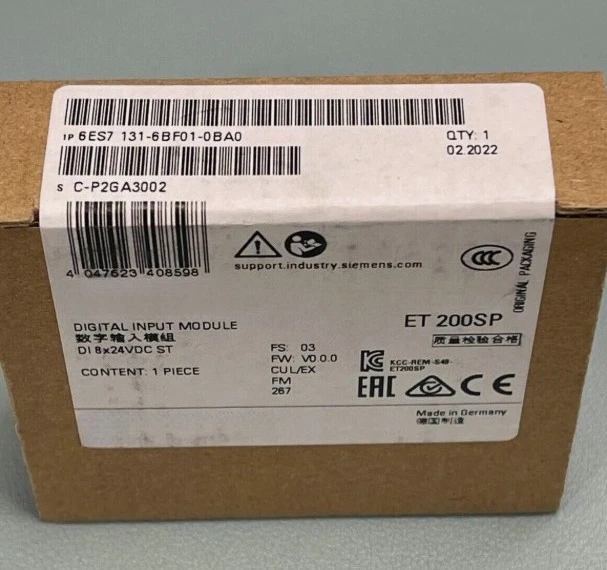 1P 6ES7 131-6BF01-0BA0
QTY: 1
02.2022
S C-P2GA3002
4 047623 408598
support.industry.siemens.com
CCC
ORIGINAL PACKAGING
DIGITAL INPUT MODULE
数字输入模组
DI 8x24VDC ST
CONTENT: 1 PIECE
FS: 03
FW: V0.0.0
CUL/EX
FM
267
ET 200SP
质量检验合格
KCC-REM-S49-
ET200SP
EAC CE
Made in Germany
(德国)制造